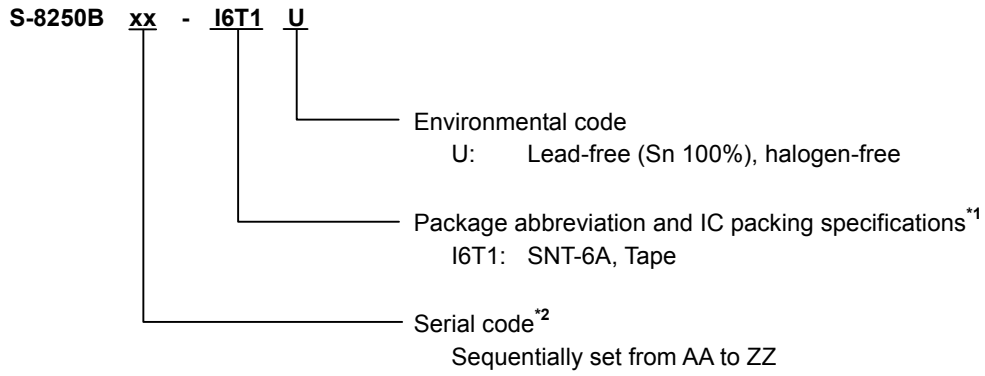 S-8250B xx - I6T1 U
Environmental code
U: Lead-free (Sn 100%), halogen-free
Package abbreviation and IC packing specifications*1
I6T1: SNT-6A, Tape
Serial code*2
Sequentially set from AA to ZZ